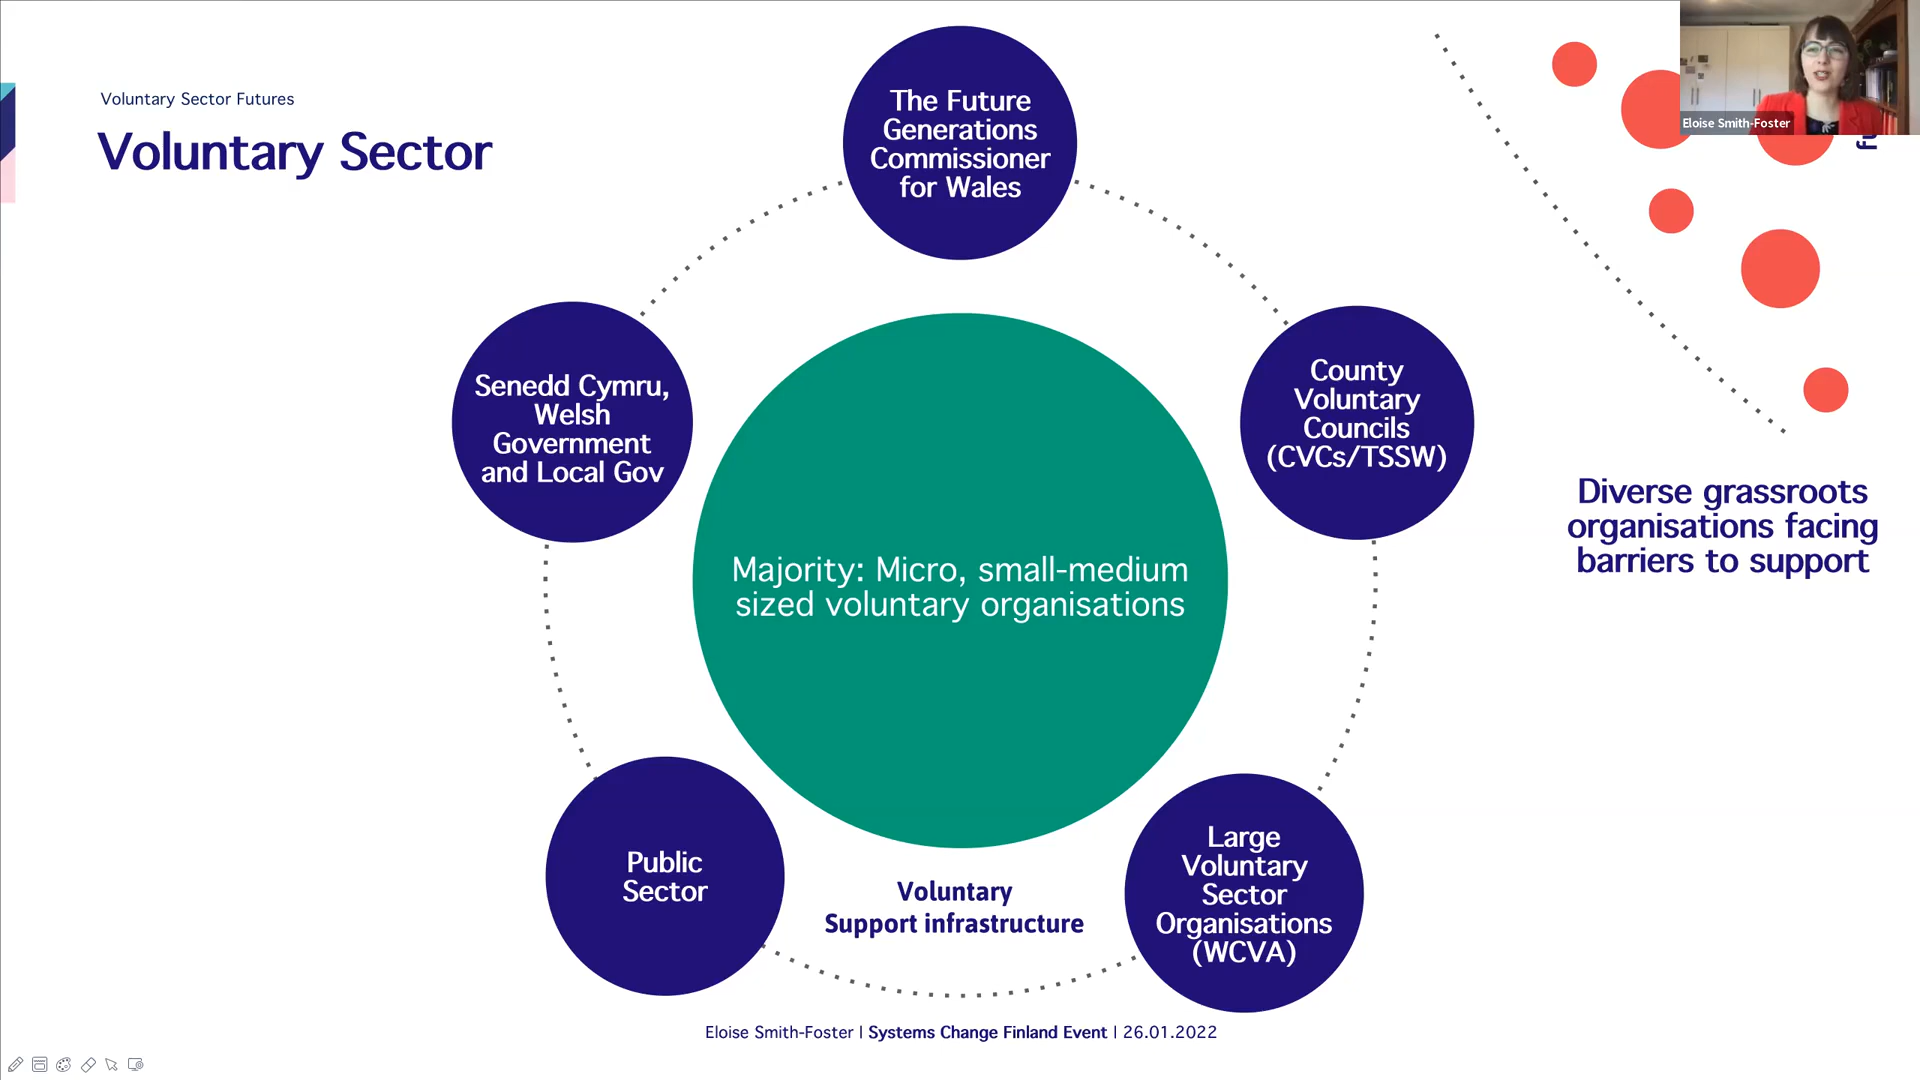 Voluntary Sector Futures
Voluntary Sector
The Future
Generations
Commissioner
for Wales
Eloise Smith-Foster
Senedd Cymru,
Welsh
Government
and Local Gov
County
Voluntary
Councils
(CVCs/TSSW)
Diverse grassroots
organisations facing
barriers to support
Majority: Micro, small-medium
sized voluntary organisations
Public
Sector
Voluntary
Support infrastructure
Large
Voluntary
Sector
Organisations
(WCVA)
Eloise Smith-Foster | Systems Change Finland Event | 26.01.2022